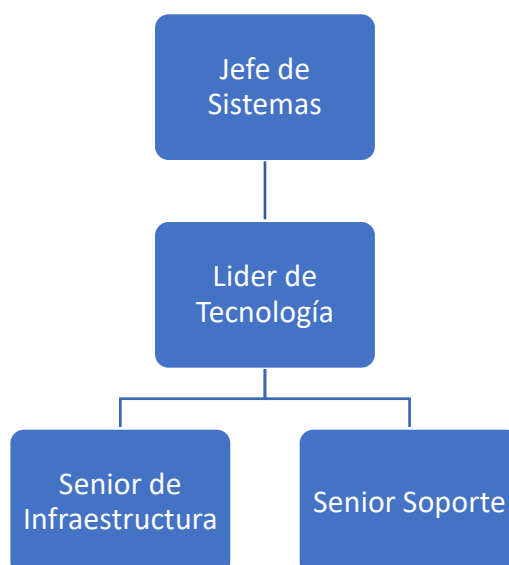 Jefe de
Sistemas
Lider de
Tecnología
Senior de
Infraestructura
Senior Soporte